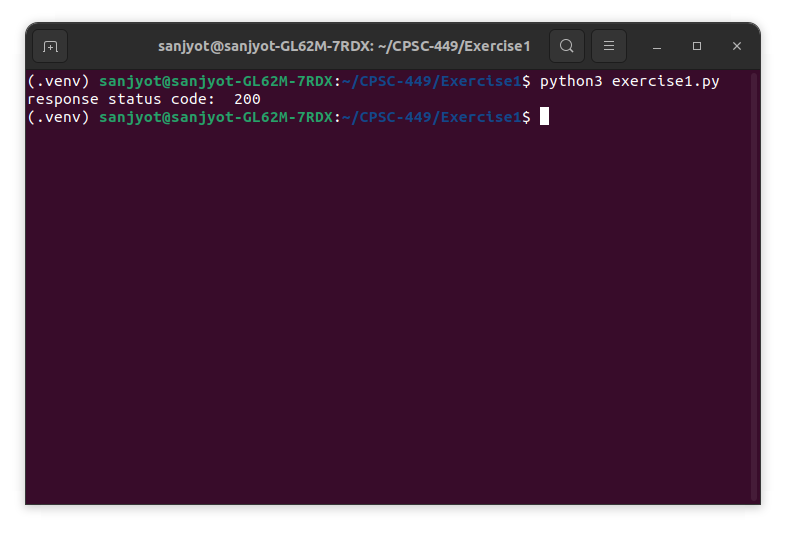 sanjyot@sanjyot-GL62M-7RDX: ~/CPSC-449/Exercise1
(.venv) sanjyot@sanjyot-GL62M-7RDX:~/CPSC-449/Exercise1$ python3 exercise1.py
response status code:  200
(.venv) sanjyot@sanjyot-GL62M-7RDX:~/CPSC-449/Exercise1$